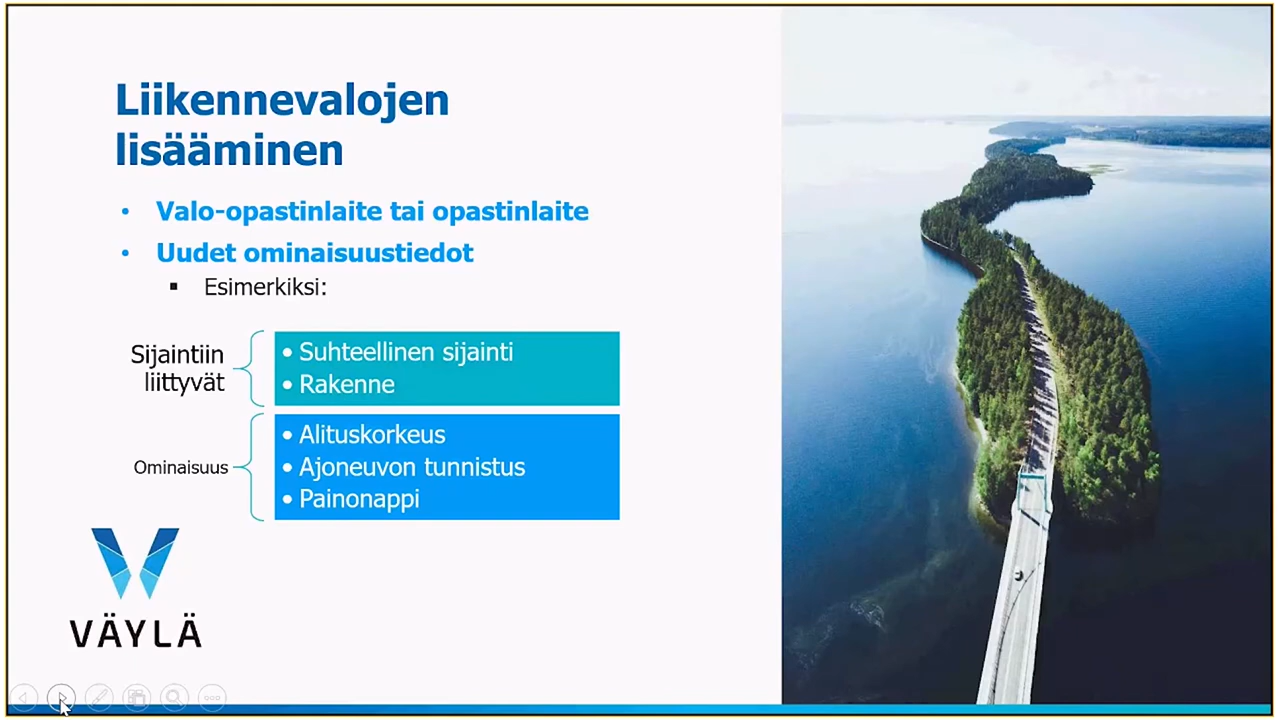 Liikennevalojen
lisääminen
• Valo-opastinlaite tai opastinlaite
• Uudet ominaisuustiedot
▪ Esimerkiksi:
Sijaintiin
liittyvät
• Suhteellinen sijainti
• Rakenne
Ominaisuus
• Alituskorkeus
• Ajoneuvon tunnistus
• Painonappi
VÄYLÄ